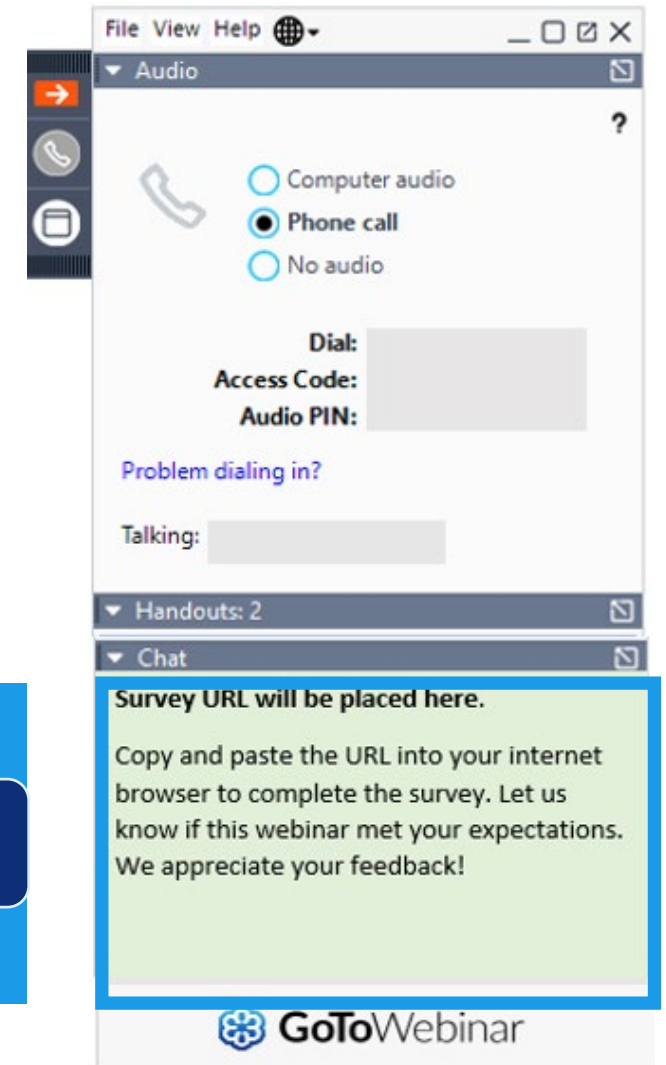 File View Help
Audio
?
Computer audio
Phone call
No audio
Dial:
Access Code:
Audio PIN:
Problem dialing in?
Talking:
Handouts: 2
Chat
Survey URL will be placed here.
Copy and paste the URL into your internet
browser to complete the survey. Let us
know if this webinar met your expectations.
We appreciate your feedback!
GoToWebinar